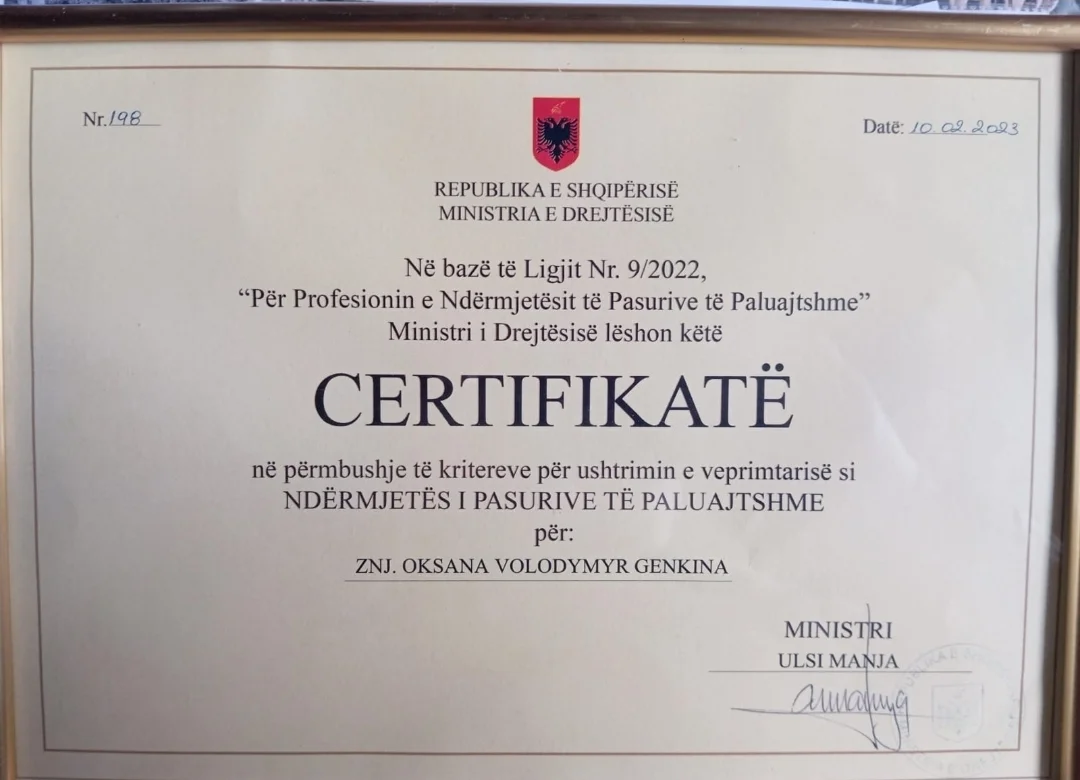 Nr. 198
Datë: 10.02.2023
REPUBLIKA E SHQIPËRISË
MINISTRIA E DREJTËSISË
Në bazë të Ligjit Nr. 9/2022,
“Për Profesionin e Ndërmjetësit të Pasurive të Paluajtshme”
Ministri i Drejtësisë lëshon këtë
CERTIFIKATË
në përmbushje të kritereve për ushtrimin e veprimtarisë si
NDËRMJETËS I PASURIVE TË PALUAJTSHME
për:
ZNJ. OKSANA VOLODYMYR GENKINA
MINISTRI
ULSI MANJA